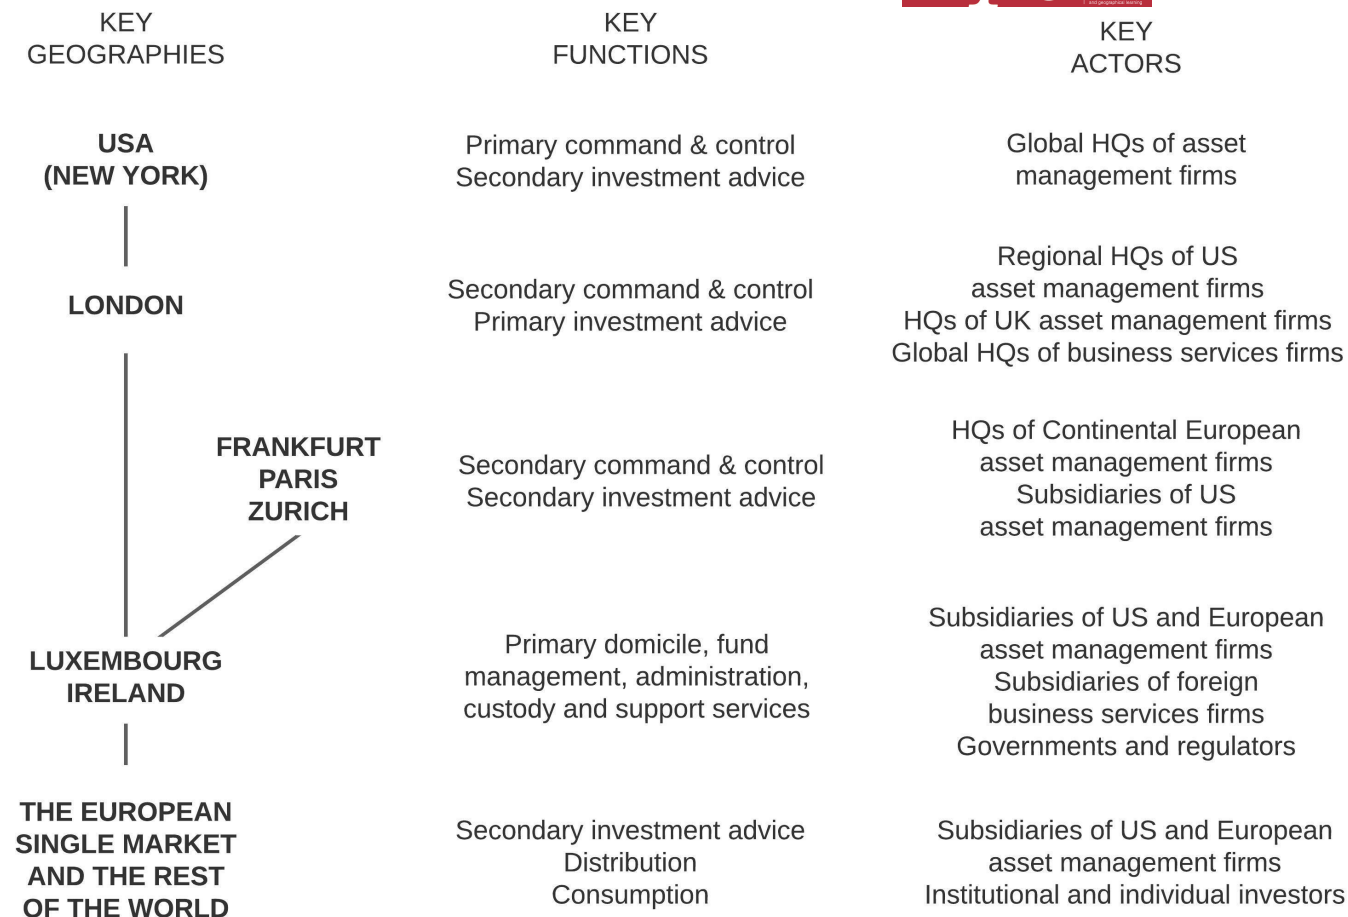 and geographical learning
KEY
GEOGRAPHIES
KEY
FUNCTIONS
KEY
ACTORS
USA
(NEW YORK)
Primary command & control
Secondary investment advice
Global HQs of asset
management firms
LONDON
Secondary command & control
Primary investment advice
Regional HQs of US
asset management firms
HQs of UK asset management firms
Global HQs of business services firms
FRANKFURT
PARIS
ZURICH
Secondary command & control
Secondary investment advice
HQs of Continental European
asset management firms
Subsidiaries of US
asset management firms
LUXEMBOURG
IRELAND
Primary domicile, fund
management, administration,
custody and support services
Subsidiaries of US and European
asset management firms
Subsidiaries of foreign
business services firms
Governments and regulators
THE EUROPEAN
SINGLE MARKET
AND THE REST
OF THE WORLD
Secondary investment advice
Distribution
Consumption
Subsidiaries of US and European
asset management firms
Institutional and individual investors